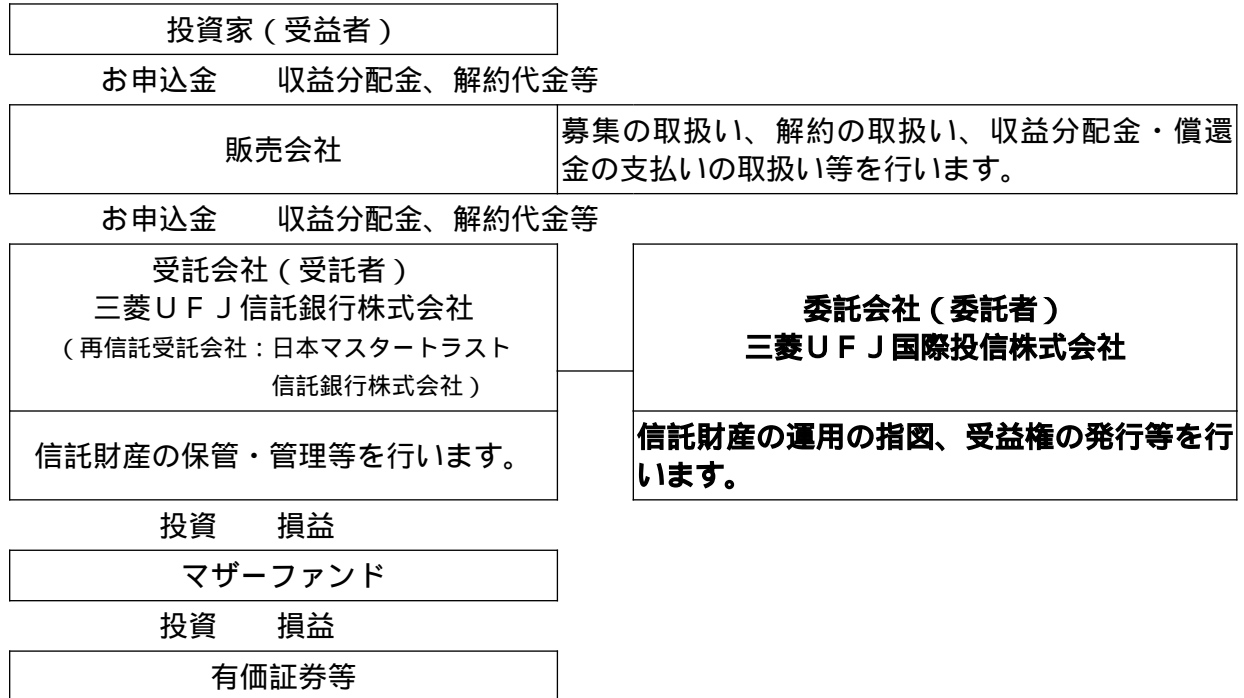 投資家（受益者）
お申込金　　収益分配金、解約代金等
販売会社
募集の取扱い、解約の取扱い、収益分配金・償還
金の支払いの取扱い等を行います。
お申込金　　収益分配金、解約代金等
受託会社（受託者）
三菱ＵＦＪ信託銀行株式会社
（再信託受託会社：日本マスタートラスト
信託銀行株式会社）
信託財産の保管・管理等を行います。
委託会社（委託者）
三菱ＵＦＪ国際投信株式会社
信託財産の運用の指図、受益権の発行等を行
います。
投資　　損益
マザーファンド
投資　　損益
有価証券等